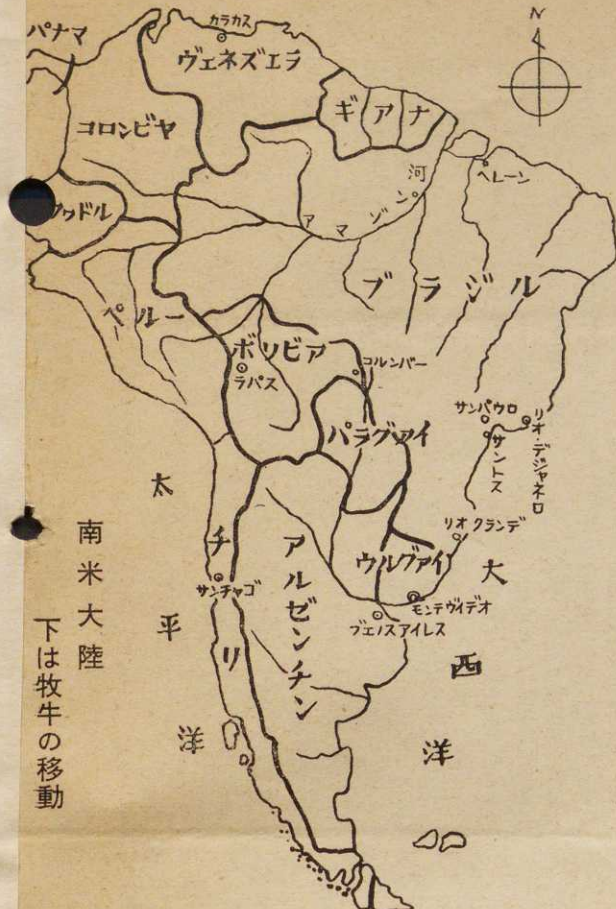 N
パナマ
カラカス
ヴェネズエラ
コロンビヤ
ギアナ
クヮドル
アマゾン河
ベレーン
ブラジル
ペルー
ボリビア
ラパス
コルンバー
パラグァイ
サンパウロ
リオ・デジャネロ
サントス
リオグランデ
ウルグァイ
モンテヴィデオ
ブエノスアイレス
アルゼンチン
チリ
サンチャゴ
太平洋
大西洋
南米大陸
下は牧牛の移動